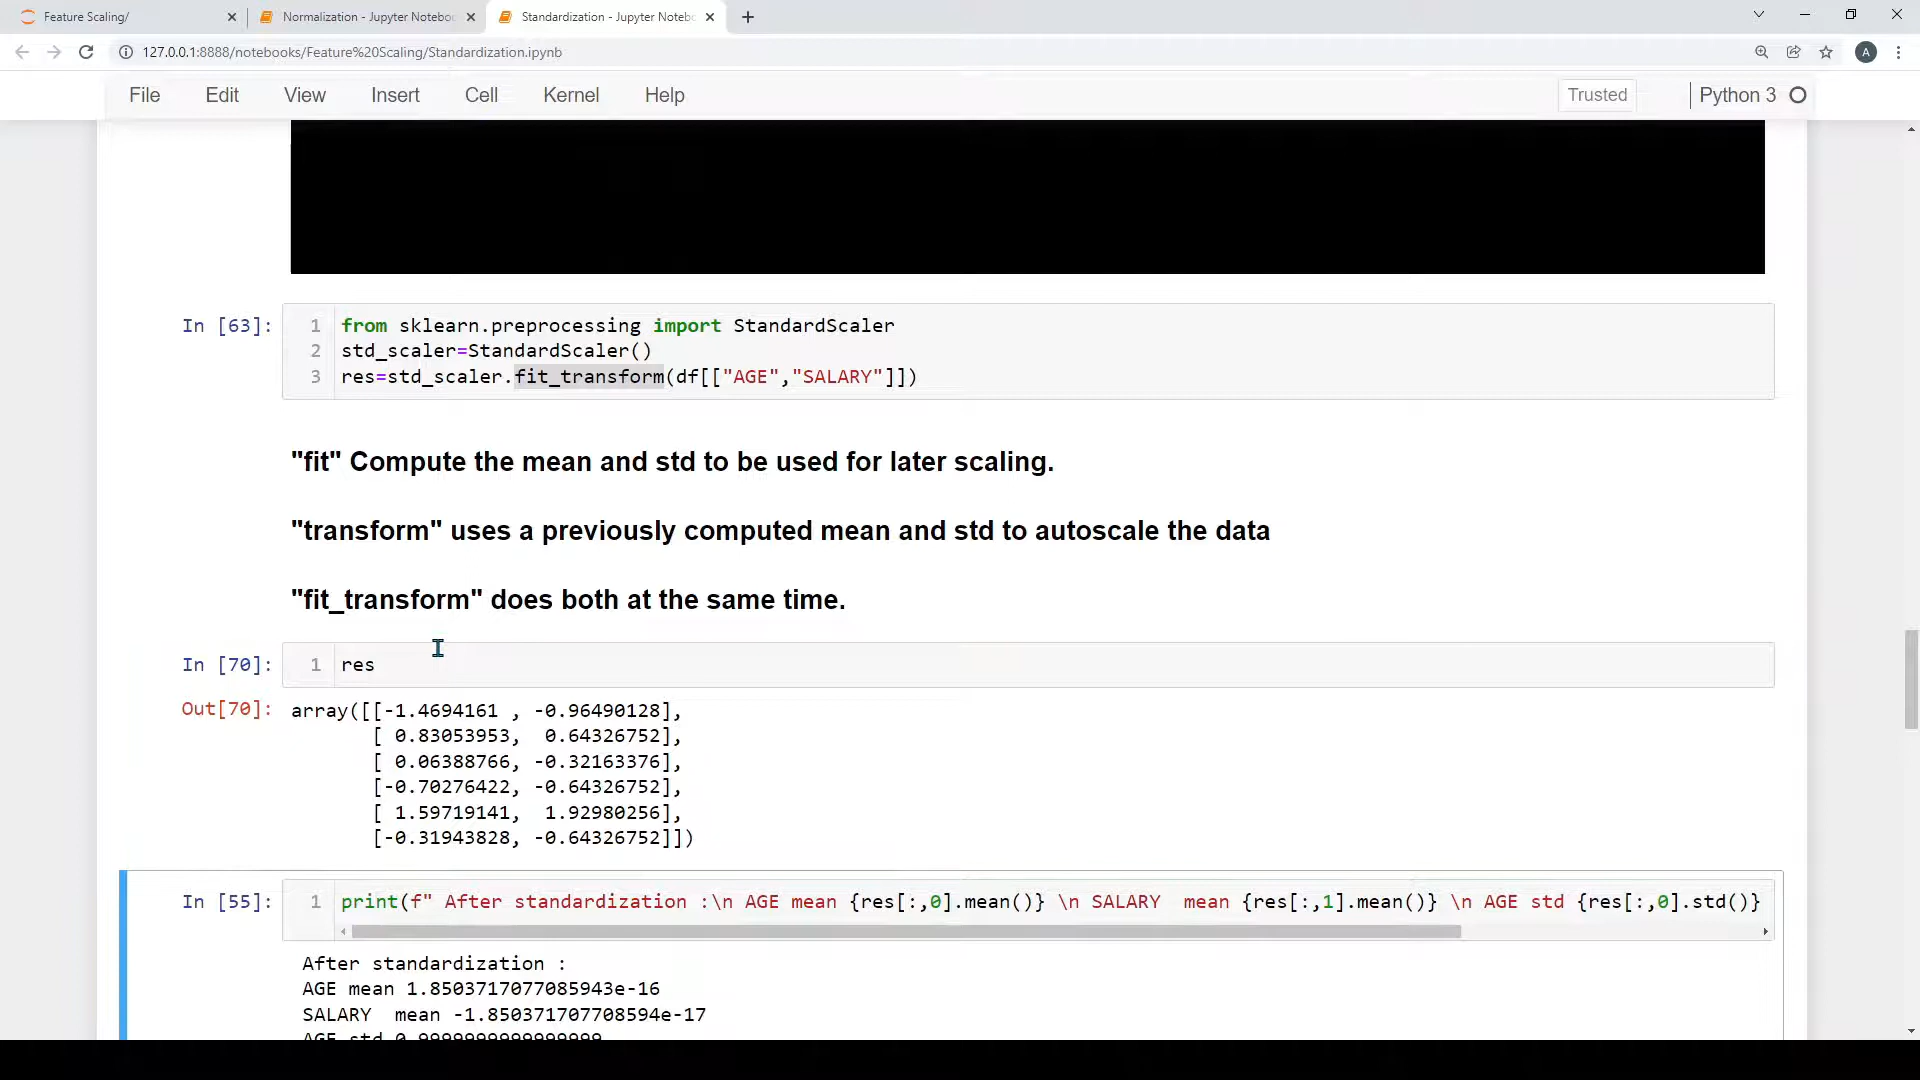 Feature Scaling/
Normalization - Jupyter Notebo
Standardization - Jupyter Noteb
127.0.0.1:8888/notebooks/Feature%20Scaling/Standardization.ipynb
A
File Edit View Insert Cell Kernel Help
Trusted
Python 3
In [63]:
1 from sklearn.preprocessing import StandardScaler
2 std_scaler=StandardScaler()
3 res=std_scaler.fit_transform(df[["AGE","SALARY"]])
"fit" Compute the mean and std to be used for later scaling.
"transform" uses a previously computed mean and std to autoscale the data
"fit_transform" does both at the same time.
In [70]: 1 res
Out[70]: array([[-1.4694161 , -0.96490128],
[ 0.83053953, 0.64326752],
[ 0.06388766, -0.32163376],
[-0.70276422, -0.64326752],
[ 1.59719141, 1.92980256],
[-0.31943828, -0.64326752]])
In [55]: 1 print(f" After standardization :\n AGE mean {res[:,0].mean()} \n SALARY  mean {res[:,1].mean()} \n AGE std {res[:,0].std()}
After standardization :
AGE mean 1.8503717077085943e-16
SALARY  mean -1.850371707708594e-17
AGE std 0.9999999999999999